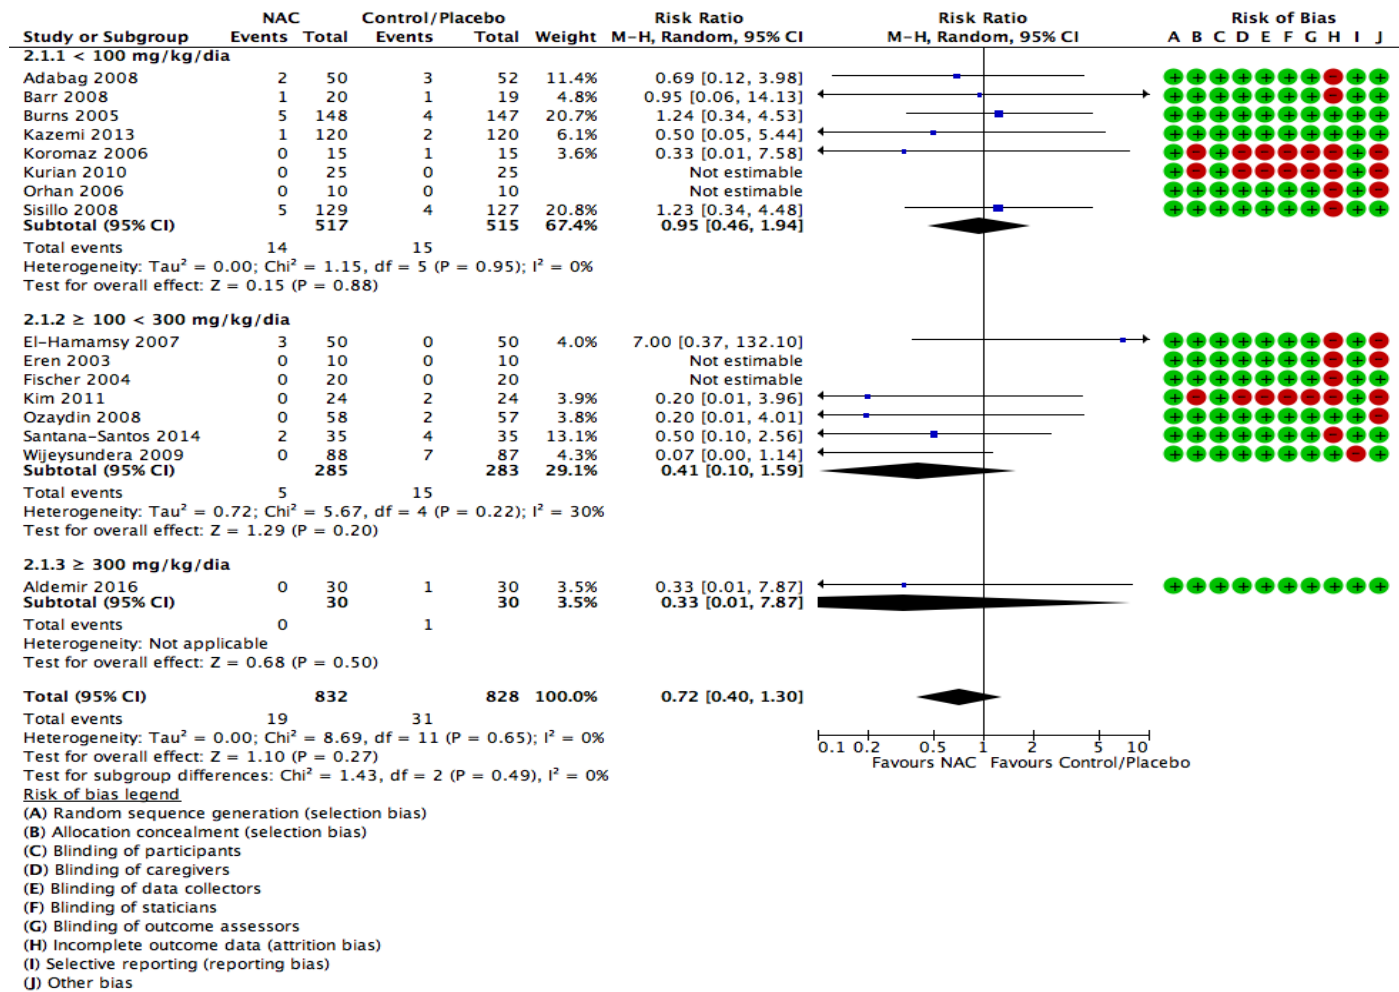 NAC Control/Placebo Risk Ratio Risk Ratio Risk of Bias
Study or Subgroup Events Total Events Total Weight M-H, Random, 95% CI M-H, Random, 95% CI A B C D E F G H I J
2.1.1 < 100 mg/kg/dia
Adabag 2008 2 50 3 52 11.4% 0.69 [0.12, 3.98] + + + + + + + - + +
Barr 2008 1 20 1 19 4.8% 0.95 [0.06, 14.13] + + + + + + + - + +
Burns 2005 5 148 4 147 20.7% 1.24 [0.34, 4.53] + + + + + + + + + +
Kazemi 2013 1 120 2 120 6.1% 0.50 [0.05, 5.44] + + + + + + + + + +
Koromaz 2006 0 15 1 15 3.6% 0.33 [0.01, 7.58] + - + - - - - - + -
Kurian 2010 0 25 0 25 Not estimable + - + - - - - - + -
Orhan 2006 0 10 0 10 Not estimable + + + + + + + - + -
Sisillo 2008 5 129 4 127 20.8% 1.23 [0.34, 4.48] + + + + + + + - + +
Subtotal (95% CI) 517 515 67.4% 0.95 [0.46, 1.94]
Total events 14 15
Heterogeneity: Tau² = 0.00; Chi² = 1.15, df = 5 (P = 0.95); I² = 0%
Test for overall effect: Z = 0.15 (P = 0.88)
2.1.2 ≥ 100 < 300 mg/kg/dia
El-Hamamsy 2007 3 50 0 50 4.0% 7.00 [0.37, 132.10] + + + + + + + - + -
Eren 2003 0 10 0 10 Not estimable + + + + + + + - + -
Fischer 2004 0 20 0 20 Not estimable + + + + + + + - + +
Kim 2011 0 24 2 24 3.9% 0.20 [0.01, 3.96] + - + - - - - - + -
Ozaydin 2008 0 58 2 57 3.8% 0.20 [0.01, 4.01] + + + + + + + + + -
Santana-Santos 2014 2 35 4 35 13.1% 0.50 [0.10, 2.56] + + + + + + + - + +
Wijeysundera 2009 0 88 7 87 4.3% 0.07 [0.00, 1.14] + + + + + + + + - +
Subtotal (95% CI) 285 283 29.1% 0.41 [0.10, 1.59]
Total events 5 15
Heterogeneity: Tau² = 0.72; Chi² = 5.67, df = 4 (P = 0.22); I² = 30%
Test for overall effect: Z = 1.29 (P = 0.20)
2.1.3 ≥ 300 mg/kg/dia
Aldemir 2016 0 30 1 30 3.5% 0.33 [0.01, 7.87] + + + + + + + + + +
Subtotal (95% CI) 30 30 3.5% 0.33 [0.01, 7.87]
Total events 0 1
Heterogeneity: Not applicable
Test for overall effect: Z = 0.68 (P = 0.50)
Total (95% CI) 832 828 100.0% 0.72 [0.40, 1.30]
Total events 19 31
Heterogeneity: Tau² = 0.00; Chi² = 8.69, df = 11 (P = 0.65); I² = 0%
Test for overall effect: Z = 1.10 (P = 0.27)
Test for subgroup differences: Chi² = 1.43, df = 2 (P = 0.49), I² = 0%
0.1 0.2 0.5 1 2 5 10
Favours NAC Favours Control/Placebo
Risk of bias legend
(A) Random sequence generation (selection bias)
(B) Allocation concealment (selection bias)
(C) Blinding of participants
(D) Blinding of caregivers
(E) Blinding of data collectors
(F) Blinding of staticians
(G) Blinding of outcome assessors
(H) Incomplete outcome data (attrition bias)
(I) Selective reporting (reporting bias)
(J) Other bias